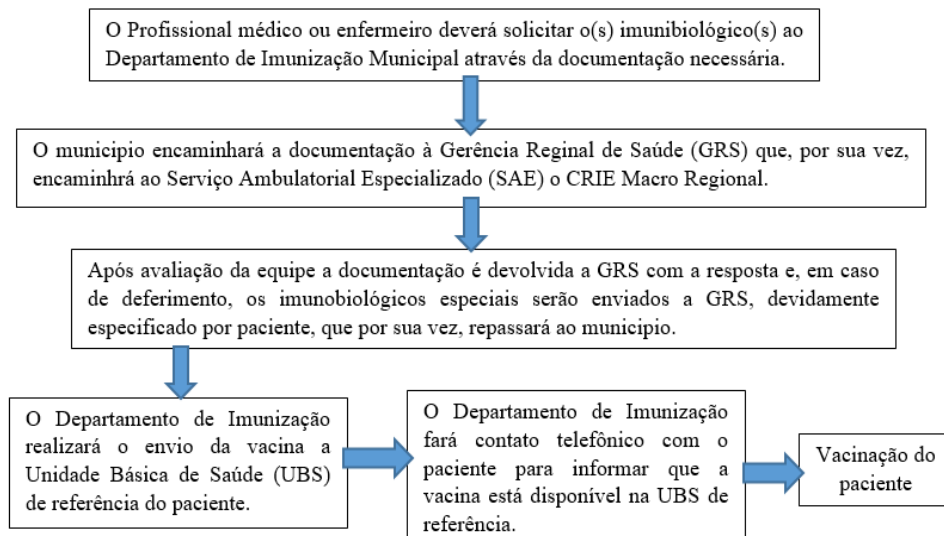 O Profissional médico ou enfermeiro deverá solicitar o(s) imunibiológico(s) ao
Departamento de Imunização Municipal através da documentação necessária.
O municipio encaminhará a documentação à Gerência Reginal de Saúde (GRS) que, por sua vez,
encaminhrá ao Serviço Ambulatorial Especializado (SAE) o CRIE Macro Regional.
Após avaliação da equipe a documentação é devolvida a GRS com a resposta e, em caso
de deferimento, os imunobiológicos especiais serão enviados a GRS, devidamente
especificado por paciente, que por sua vez, repassará ao municipio.
O Departamento de Imunização
realizará o envio da vacina a
Unidade Básica de Saúde (UBS)
de referência do paciente.
O Departamento de Imunização
fará contato telefônico com o
paciente para informar que a
vacina está disponível na UBS de
referência.
Vacinação do
paciente